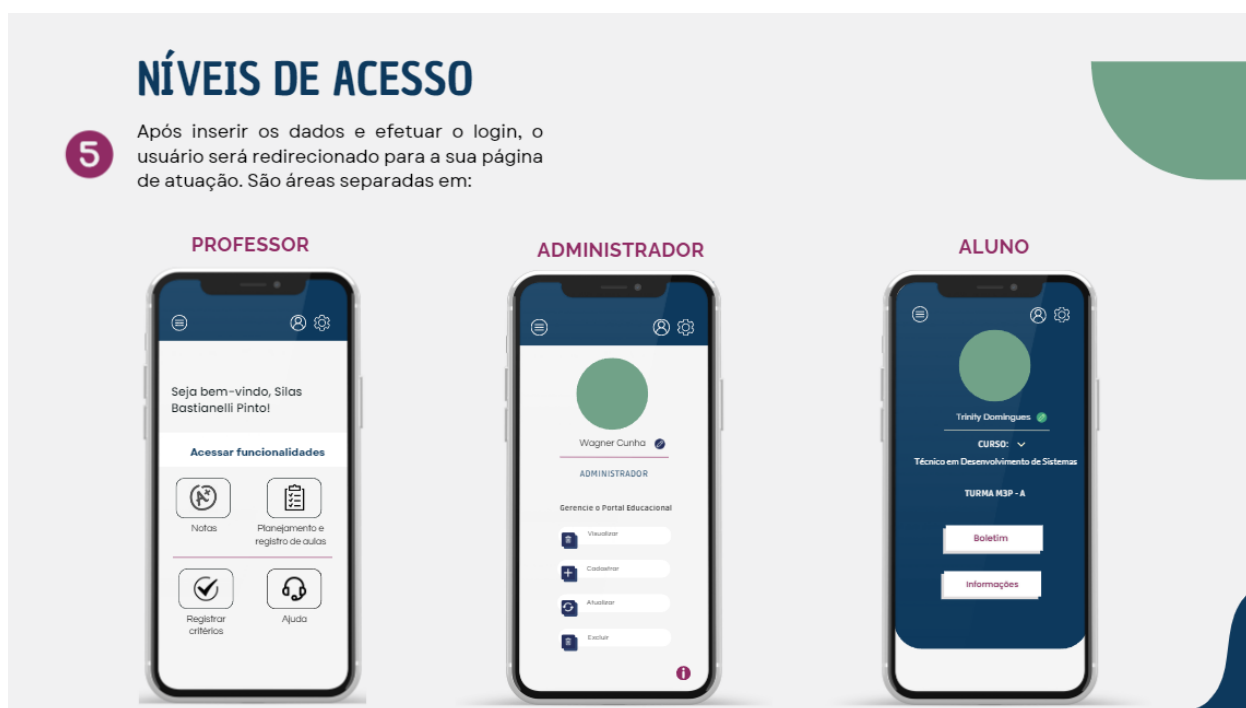 NÍVEIS DE ACESSO
5
Após inserir os dados e efetuar o login, o
usuário será redirecionado para a sua página
de atuação. São áreas separadas em:
PROFESSOR
Seja bem-vindo, Silas
Bastianelli Pinto!
Acessar funcionalidades
A+
Notas
Planejamento e
registro de aulas
Registrar
critérios
Ajuda
ADMINISTRADOR
Wagner Cunha
ADMINISTRADOR
Gerencie o Portal Educacional
Visualizar
Cadastrar
Atualizar
Excluir
i
ALUNO
Trinity Domingues
CURSO:
Técnico em Desenvolvimento de Sistemas
TURMA M3P - A
Boletim
Informações